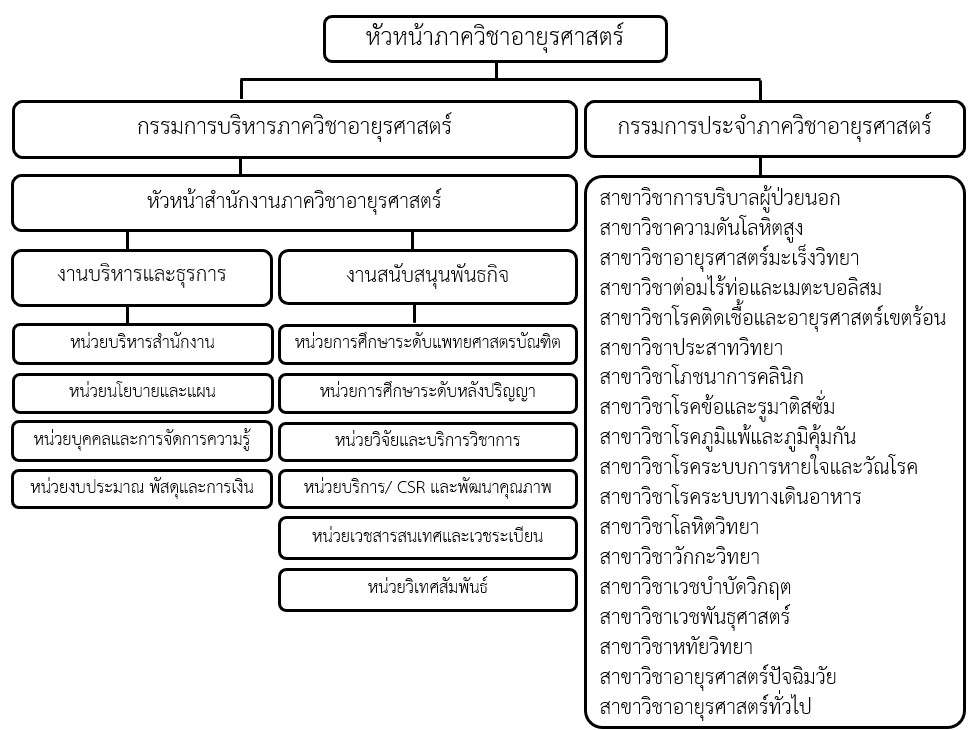 หัวหน้าภาควิชาอายุรศาสตร์
กรรมการบริหารภาควิชาอายุรศาสตร์
หัวหน้าสำนักงานภาควิชาอายุรศาสตร์
งานบริหารและธุรการ
หน่วยบริหารสำนักงาน
หน่วยนโยบายและแผน
หน่วยบุคคลและการจัดการความรู้
หน่วยงบประมาณ พัสดุและการเงิน
งานสนับสนุนพันธกิจ
หน่วยการศึกษาระดับแพทยศาสตรบัณฑิต
หน่วยการศึกษาระดับหลังปริญญา
หน่วยวิจัยและบริการวิชาการ
หน่วยบริการ/ CSR และพัฒนาคุณภาพ
หน่วยเวชสารสนเทศและเวชระเบียน
หน่วยวิเทศสัมพันธ์
กรรมการประจำภาควิชาอายุรศาสตร์
สาขาวิชาการบริบาลผู้ป่วยนอก
สาขาวิชาความดันโลหิตสูง
สาขาวิชาอายุรศาสตร์มะเร็งวิทยา
สาขาวิชาต่อมไร้ท่อและเมตะบอลิสม
สาขาวิชาโรคติดเชื้อและอายุรศาสตร์เขตร้อน
สาขาวิชาประสาทวิทยา
สาขาวิชาโภชนาการคลินิก
สาขาวิชาโรคข้อและรูมาติสซั่ม
สาขาวิชาโรคภูมิแพ้และภูมิคุ้มกัน
สาขาวิชาโรคระบบการหายใจและวัณโรค
สาขาวิชาโรคระบบทางเดินอาหาร
สาขาวิชาโลหิตวิทยา
สาขาวิชาวักกะวิทยา
สาขาวิชาเวชบำบัดวิกฤต
สาขาวิชาเวชพันธุศาสตร์
สาขาวิชาหทัยวิทยา
สาขาวิชาอายุรศาสตร์ปัจฉิมวัย
สาขาวิชาอายุรศาสตร์ทั่วไป